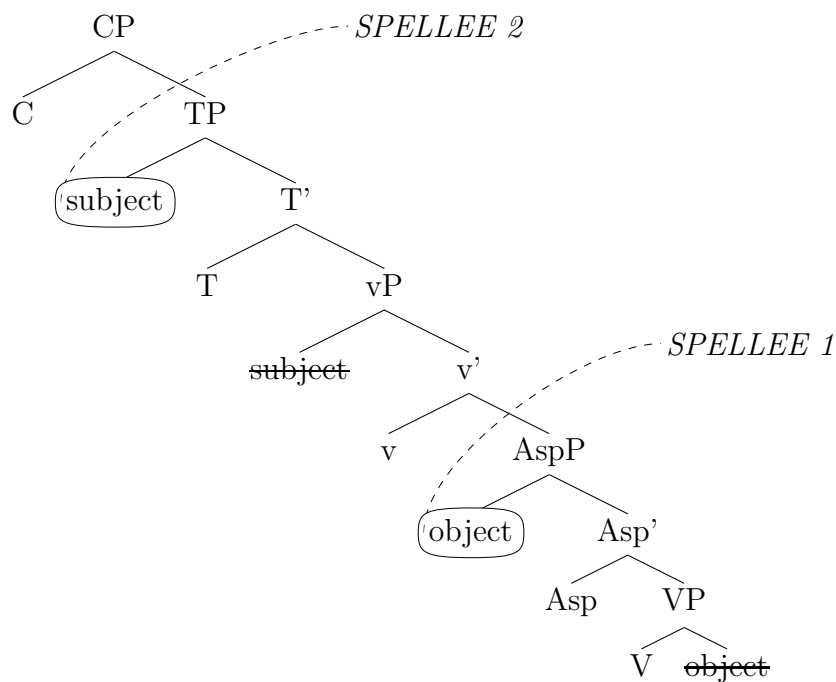 CP
SPELLEE 2
C
TP
subject
T'
T
vP
subject
v'
SPELLEE 1
v
AspP
object
Asp'
Asp
VP
V
object